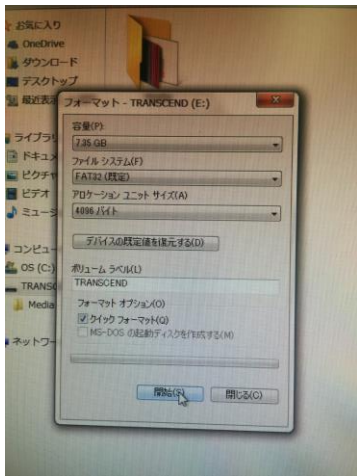 お気に入り
OneDrive
ダウンロード
デスクトップ
最近表示
フォーマット - TRANSCEND (E:)
容量(P):
7.35 GB
ファイル システム(F)
FAT32 (既定)
アロケーション ユニット サイズ(A)
4096 バイト
デバイスの既定値を復元する(D)
ボリューム ラベル(L)
TRANSCEND
フォーマット オプション(O)
クイック フォーマット(Q)
MS-DOS の起動ディスクを作成する(M)
開始(S)
閉じる(C)
ライブラ
ドキュメ
ピクチャ
ビデオ
ミュージ
コンピュー
OS (C:)
TRANSC
Media
ネットワー